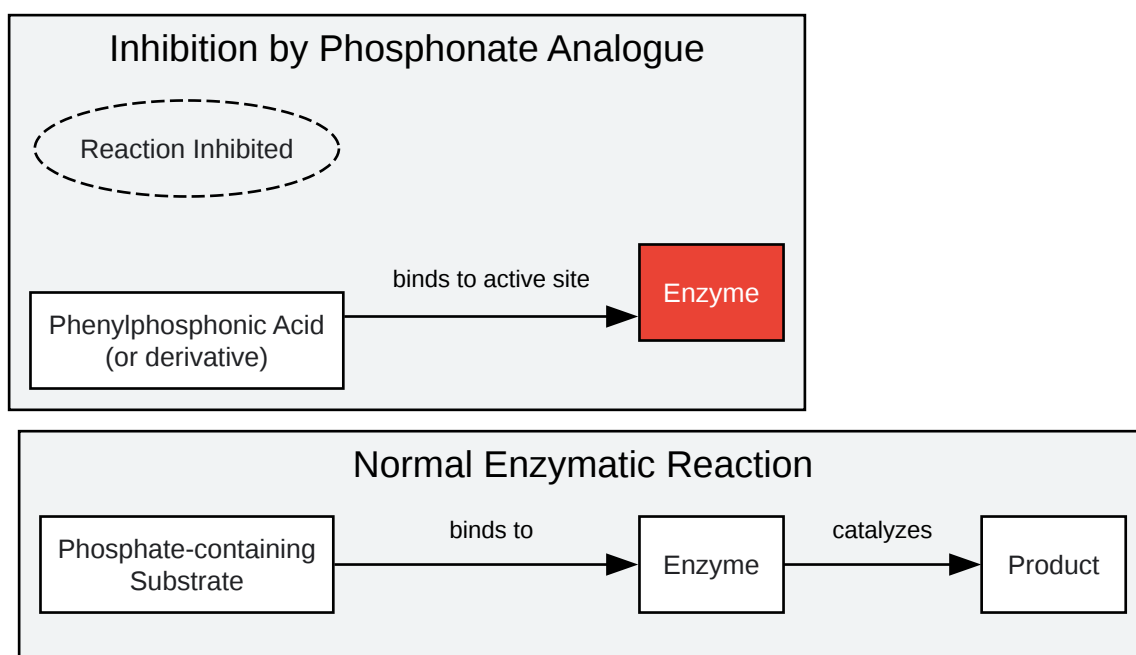 Inhibition by Phosphonate Analogue
Reaction Inhibited
binds to active site
Enzyme
Phenylphosphonic Acid
(or derivative)
Normal Enzymatic Reaction
binds to
catalyzes
Phosphate-containing
Substrate
Enzyme
Product